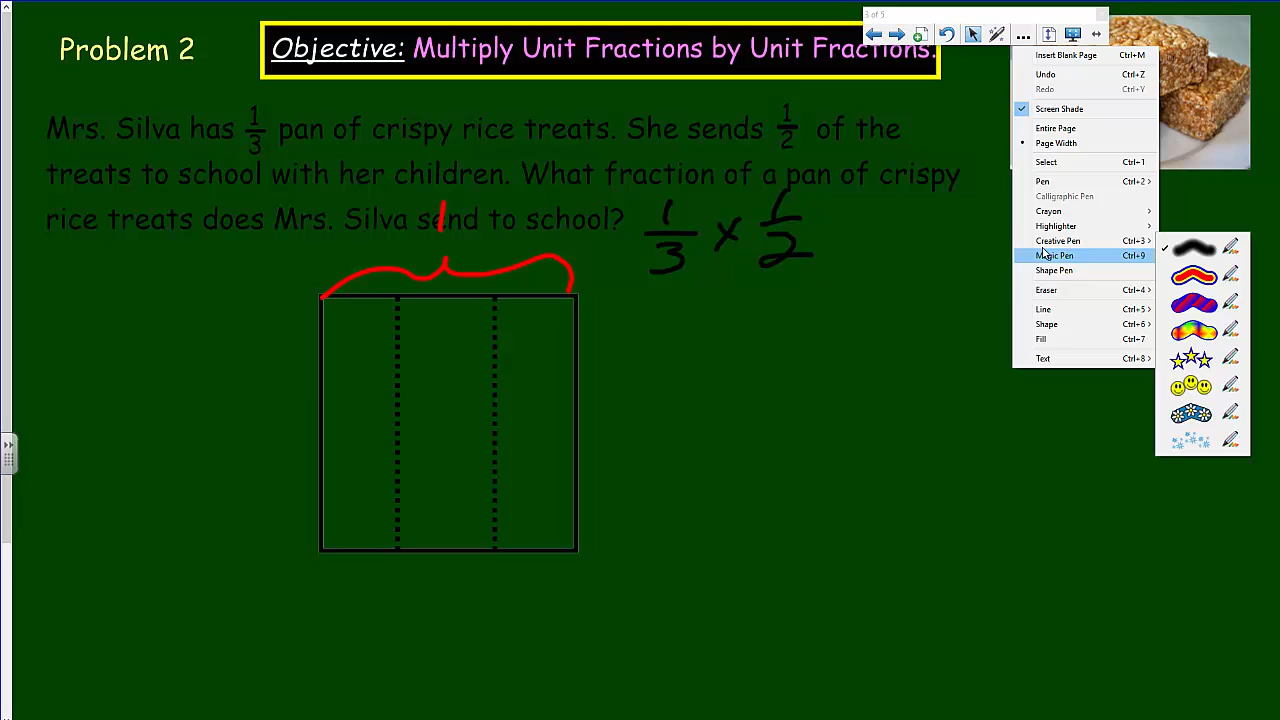 3 of 5
Problem 2
Objective: Multiply Unit Fractions by Unit Fractions.
Mrs. Silva has 1/3 pan of crispy rice treats. She sends 1/2 of the
treats to school with her children. What fraction of a pan of crispy
rice treats does Mrs. Silva send to school?
1/3 x 1/2
1
Insert Blank Page Ctrl+M
Undo Ctrl+Z
Redo Ctrl+Y
Screen Shade
Entire Page
Page Width
Select Ctrl+1
Pen Ctrl+2
Calligraphic Pen
Crayon
Highlighter
Creative Pen Ctrl+3
Magic Pen Ctrl+9
Shape Pen
Eraser Ctrl+4
Line Ctrl+5
Shape Ctrl+6
Fill Ctrl+7
Text Ctrl+8